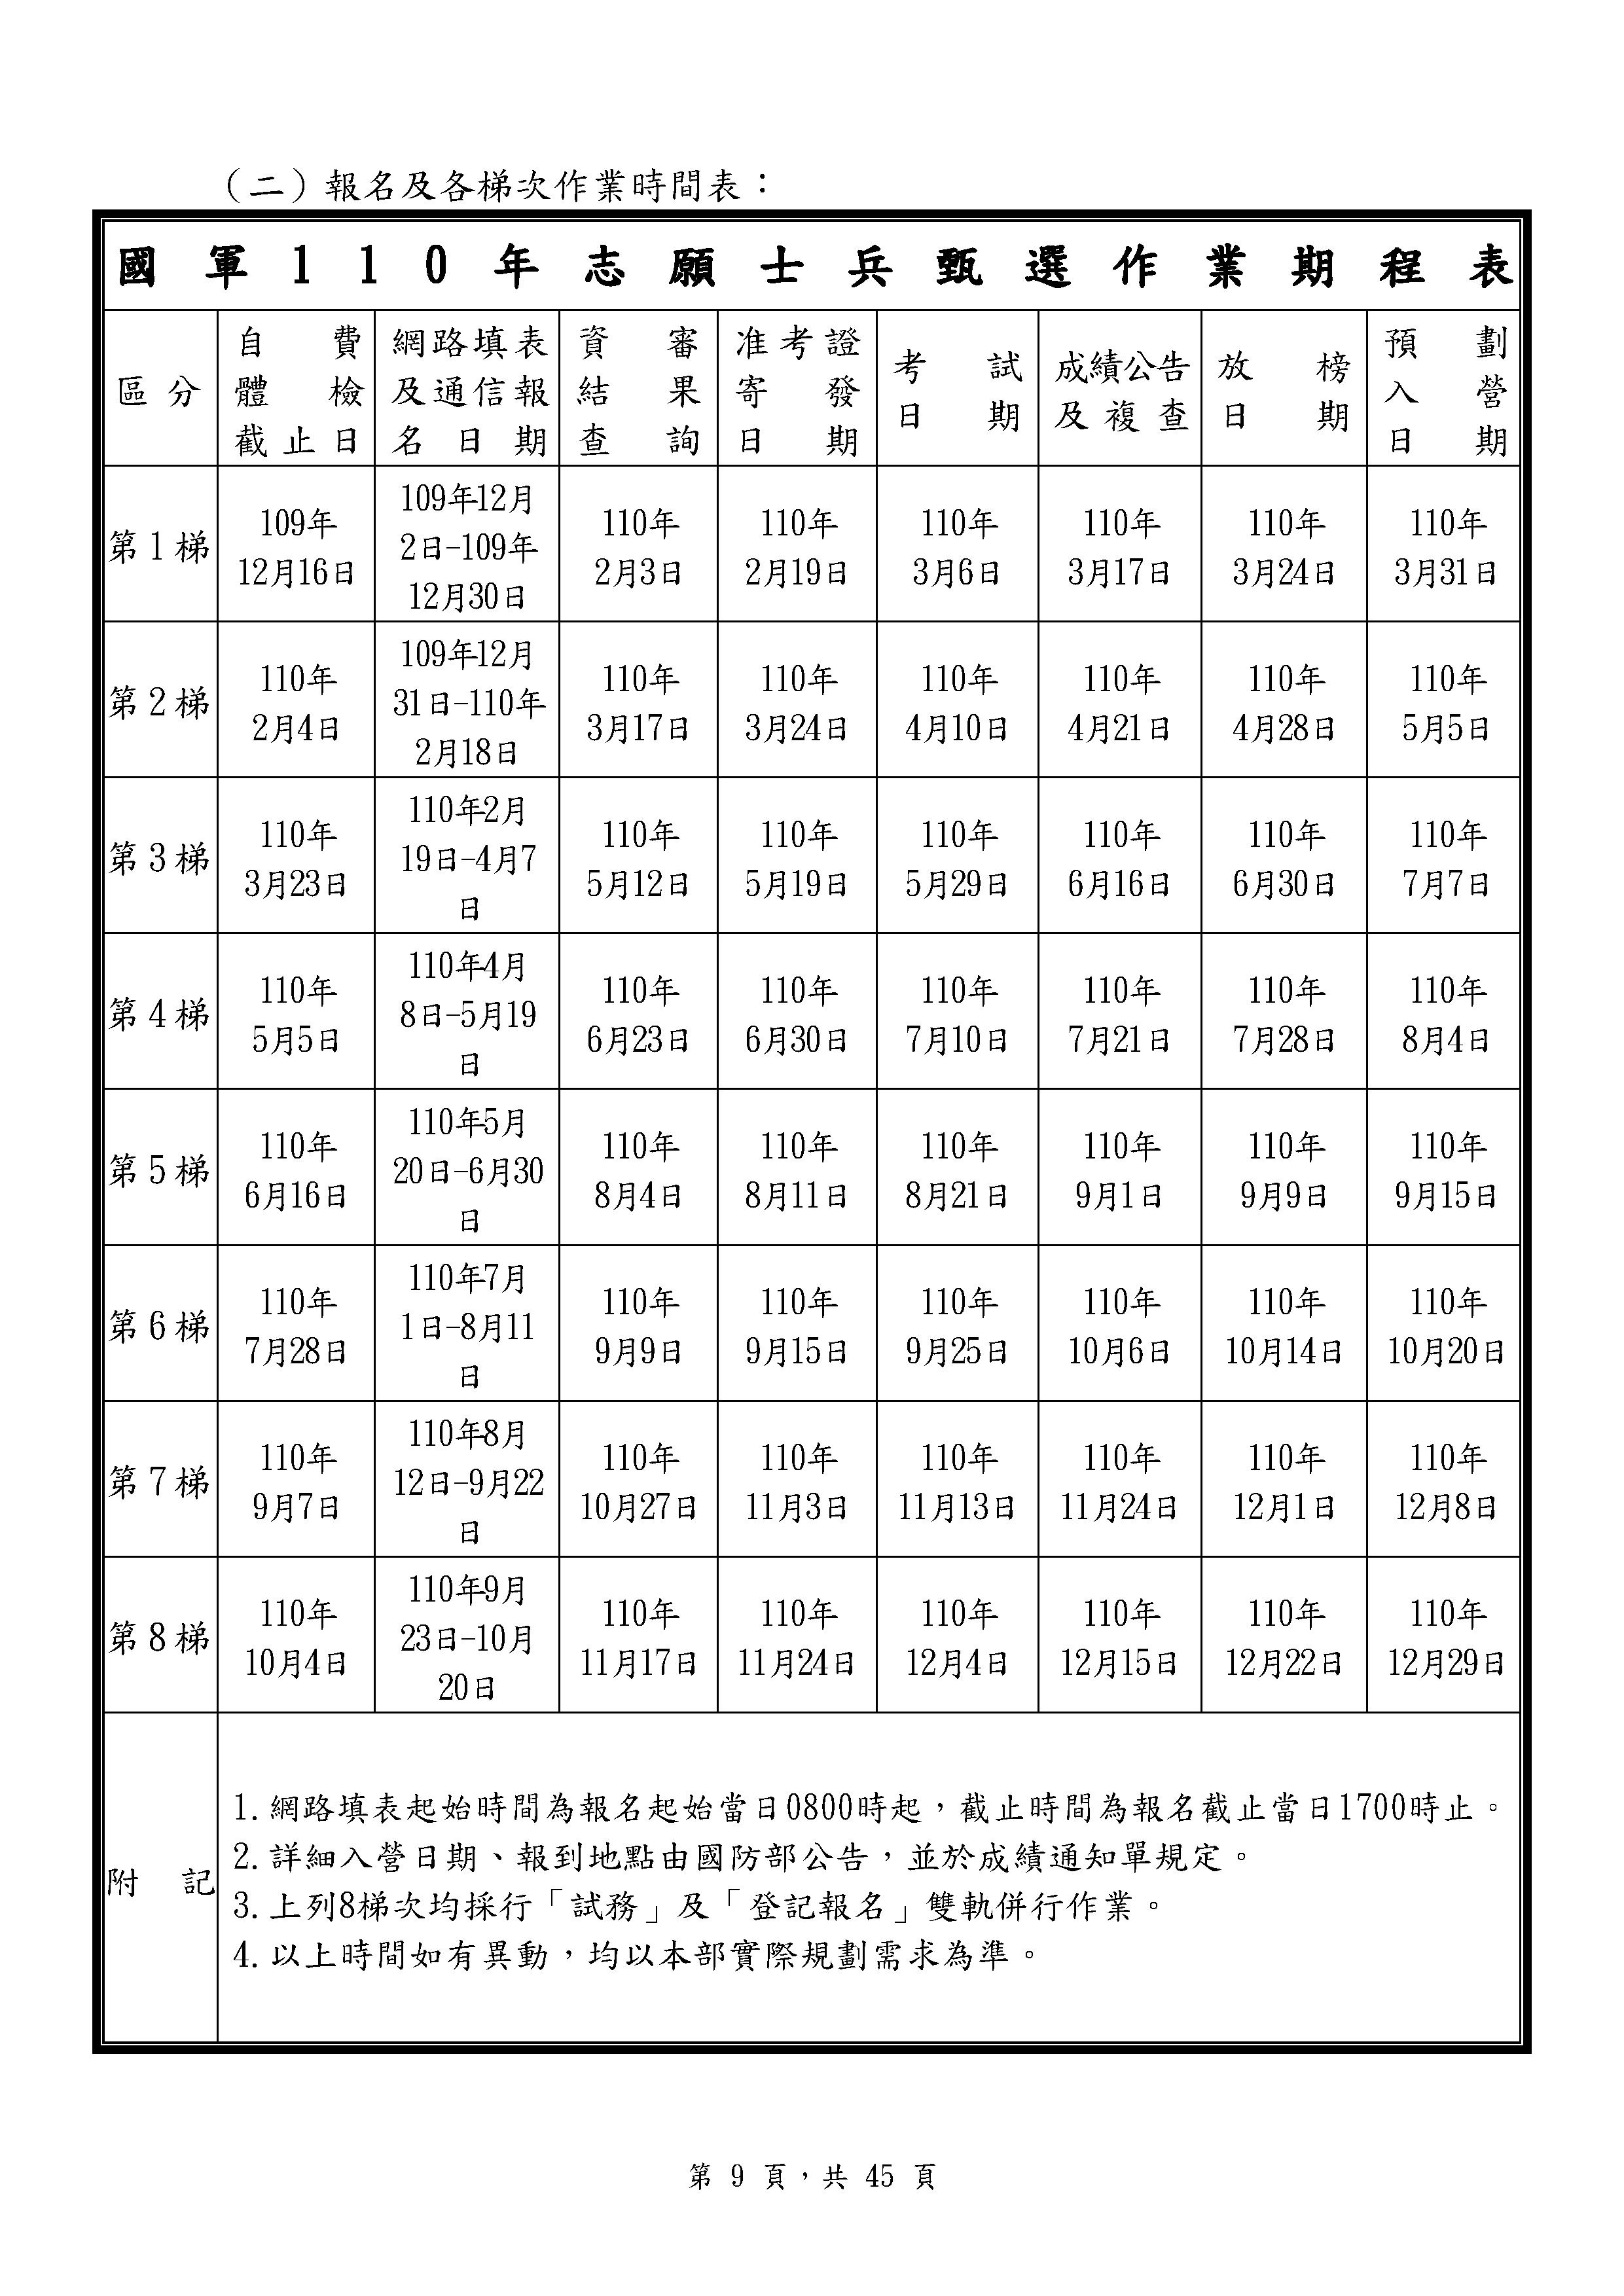 （二）報名及各梯次作業時間表：
國軍110年志願士兵甄選作業期程表
區分
自費
體檢
截止日
網路填表
及通信報
名日期
資審
結果
查詢
准考證
寄發
日期
考試
日期
成績公告
及複查
放榜
日期
預劃
入營
日期
第1梯
109年
12月16日
109年12月
2日-109年
12月30日
110年
2月3日
110年
2月19日
110年
3月6日
110年
3月17日
110年
3月24日
110年
3月31日
第2梯
110年
2月4日
109年12月
31日-110年
2月18日
110年
3月17日
110年
3月24日
110年
4月10日
110年
4月21日
110年
4月28日
110年
5月5日
第3梯
110年
3月23日
110年2月
19日-4月7
日
110年
5月12日
110年
5月19日
110年
5月29日
110年
6月16日
110年
6月30日
110年
7月7日
第4梯
110年
5月5日
110年4月
8日-5月19
日
110年
6月23日
110年
6月30日
110年
7月10日
110年
7月21日
110年
7月28日
110年
8月4日
第5梯
110年
6月16日
110年5月
20日-6月30
日
110年
8月4日
110年
8月11日
110年
8月21日
110年
9月1日
110年
9月9日
110年
9月15日
第6梯
110年
7月28日
110年7月
1日-8月11
日
110年
9月9日
110年
9月15日
110年
9月25日
110年
10月6日
110年
10月14日
110年
10月20日
第7梯
110年
9月7日
110年8月
12日-9月22
日
110年
10月27日
110年
11月3日
110年
11月13日
110年
11月24日
110年
12月1日
110年
12月8日
第8梯
110年
10月4日
110年9月
23日-10月
20日
110年
11月17日
110年
11月24日
110年
12月4日
110年
12月15日
110年
12月22日
110年
12月29日
附記
1.網路填表起始時間為報名起始當日0800時起，截止時間為報名截止當日1700時止。
2.詳細入營日期、報到地點由國防部公告，並於成績通知單規定。
3.上列8梯次均採行「試務」及「登記報名」雙軌併行作業。
4.以上時間如有異動，均以本部實際規劃需求為準。
第 9 頁，共 45 頁